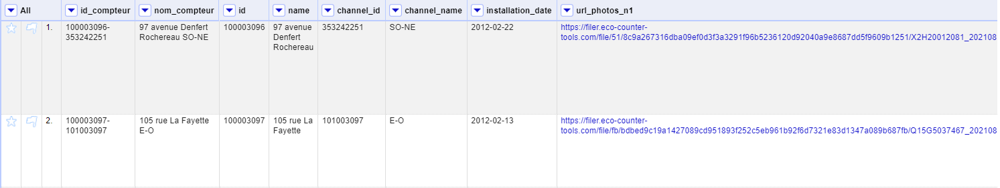 All id_compteur nom_compteur id name channel_id channel_name installation_date url_photos_n1
1. 100003096- 97 avenue Denfert 100003096 97 avenue 353242251 SO-NE 2012-02-22 https://filer.eco-counter-
353242251 Rochereau SO-NE Denfert tools.com/file/51/8c9a267316dba09ef0d3f3a3291f96b5236120d92040a9e8687dd5f9609b1251/X2H20012081_202108
Rochereau
2. 100003097- 105 rue La Fayette 100003097 105 rue La 101003097 E-O 2012-02-13 https://filer.eco-counter-
101003097 E-O Fayette tools.com/file/fb/bdbed9c19a1427089cd951893f252c5eb961b92f6d7321e83d1347a089b687fb/Q15G5037467_202108